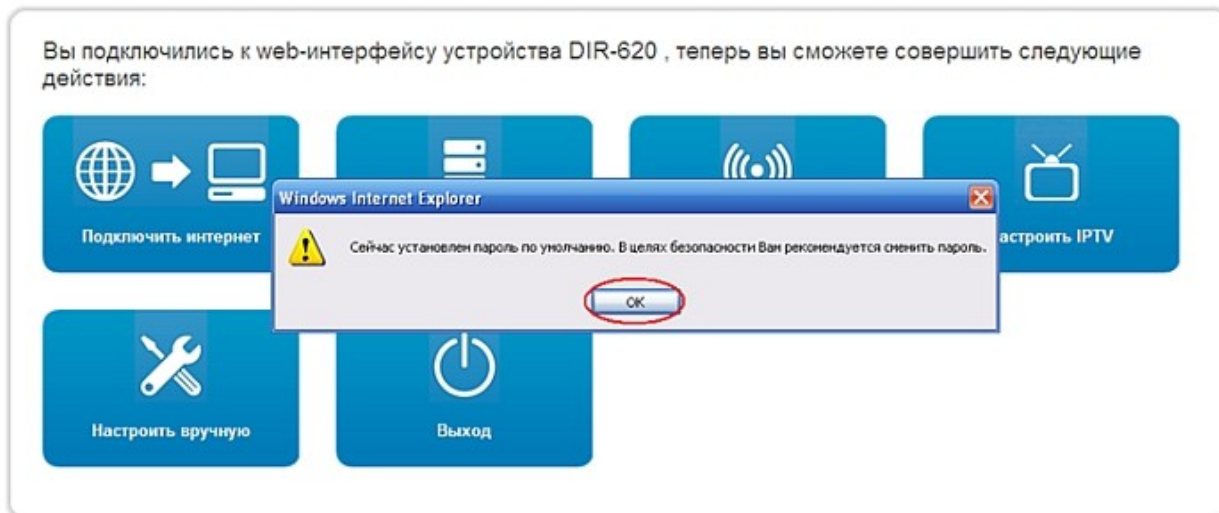 Вы подключились к web-интерфейсу устройства DIR-620 , теперь вы сможете совершить следующие
действия:
Windows Internet Explorer
Подключить интернет
астроить IPTV
Сейчас установлен пароль по умолчанию. В целях безопасности Вам рекомендуется сменить пароль.
OK
Настроить вручную
Выход